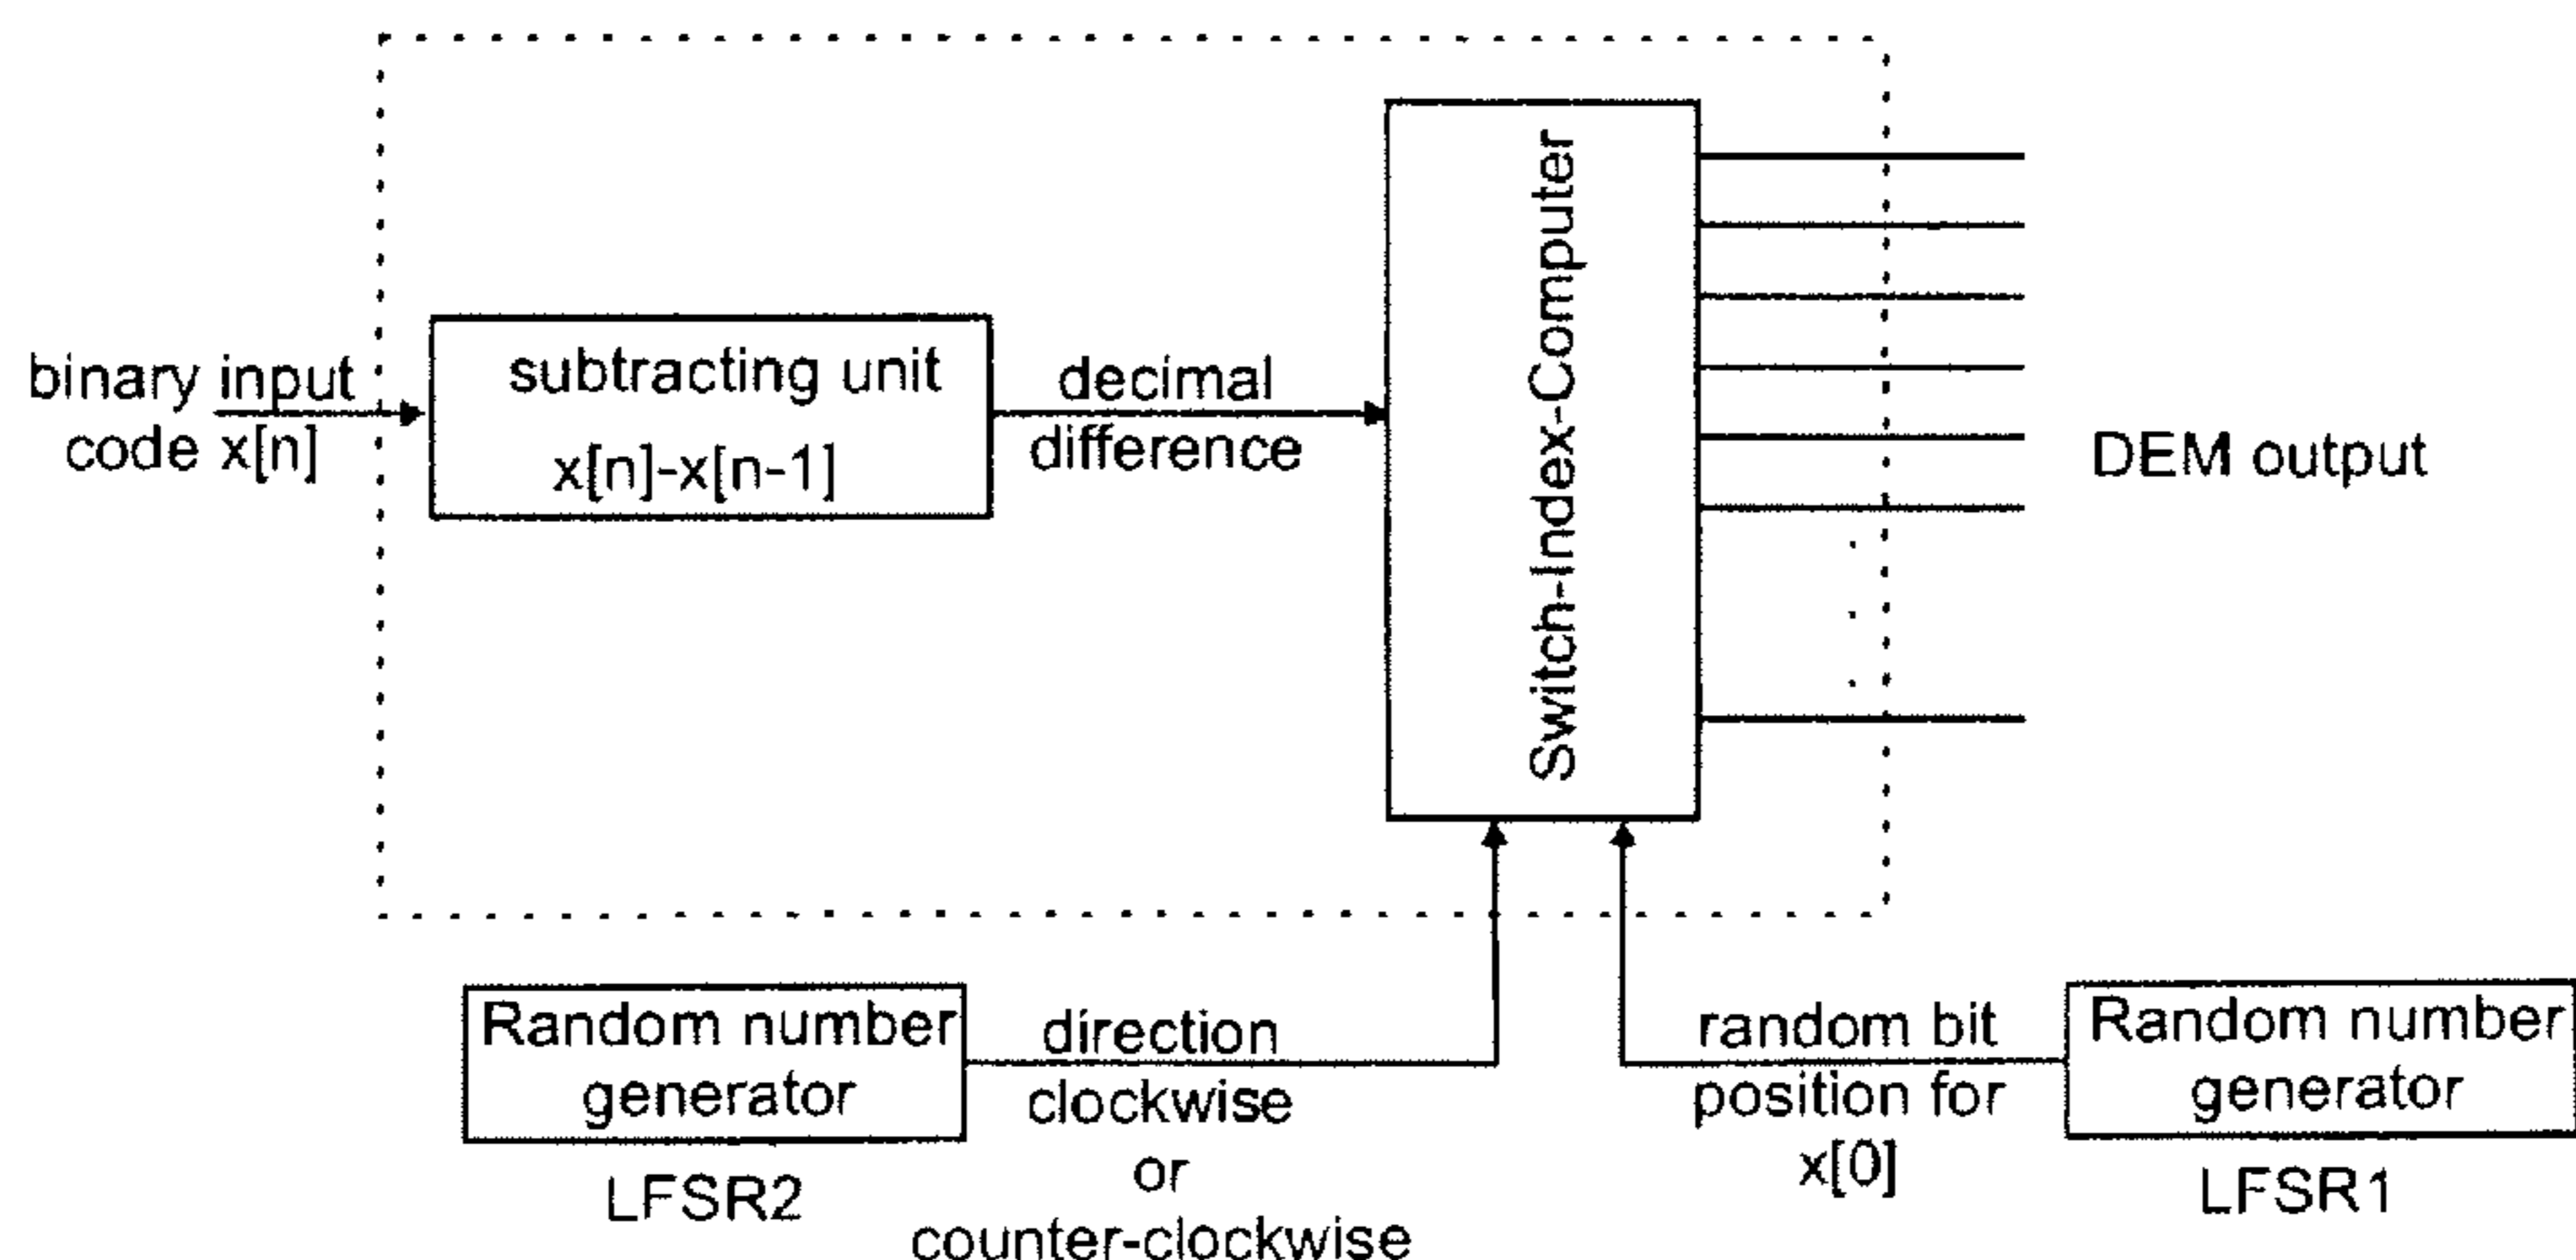 binary input
code x[n]
subtracting unit
x[n]-x[n-1]
decimal
difference
Switch-Index-Computer
DEM output
Random number
generator
LFSR2
direction
clockwise
or
counter-clockwise
random bit
position for
x[0]
Random number
generator
LFSR1